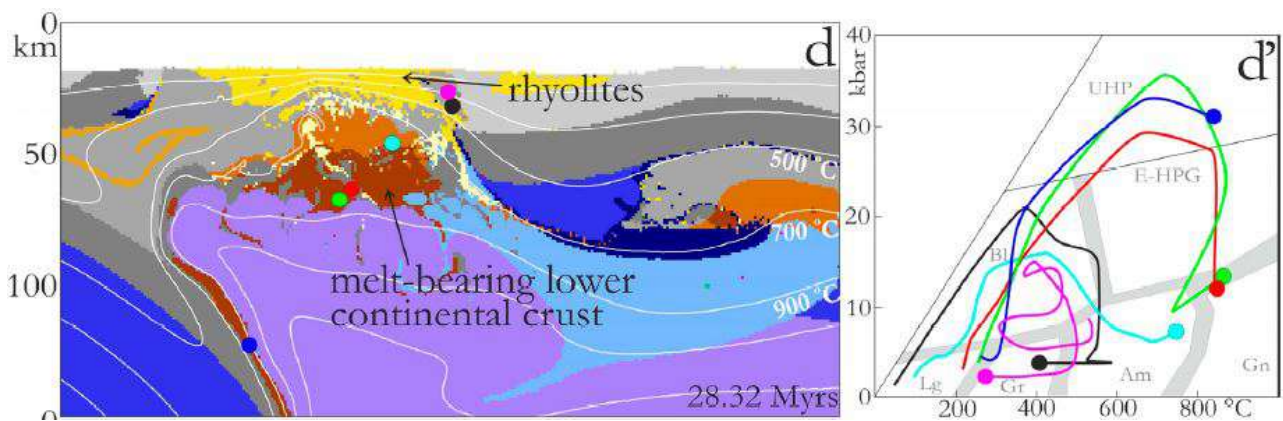 0
km
50
100
0
d
rhyolites
500 °C
700 °C
900 °C
melt-bearing lower
continental crust
28.32 Myrs
kbar
40
30
20
10
0
d'
UHP
E-HPG
Bl
Lg
Gr
Am
Gn
200
400
600
800 °C